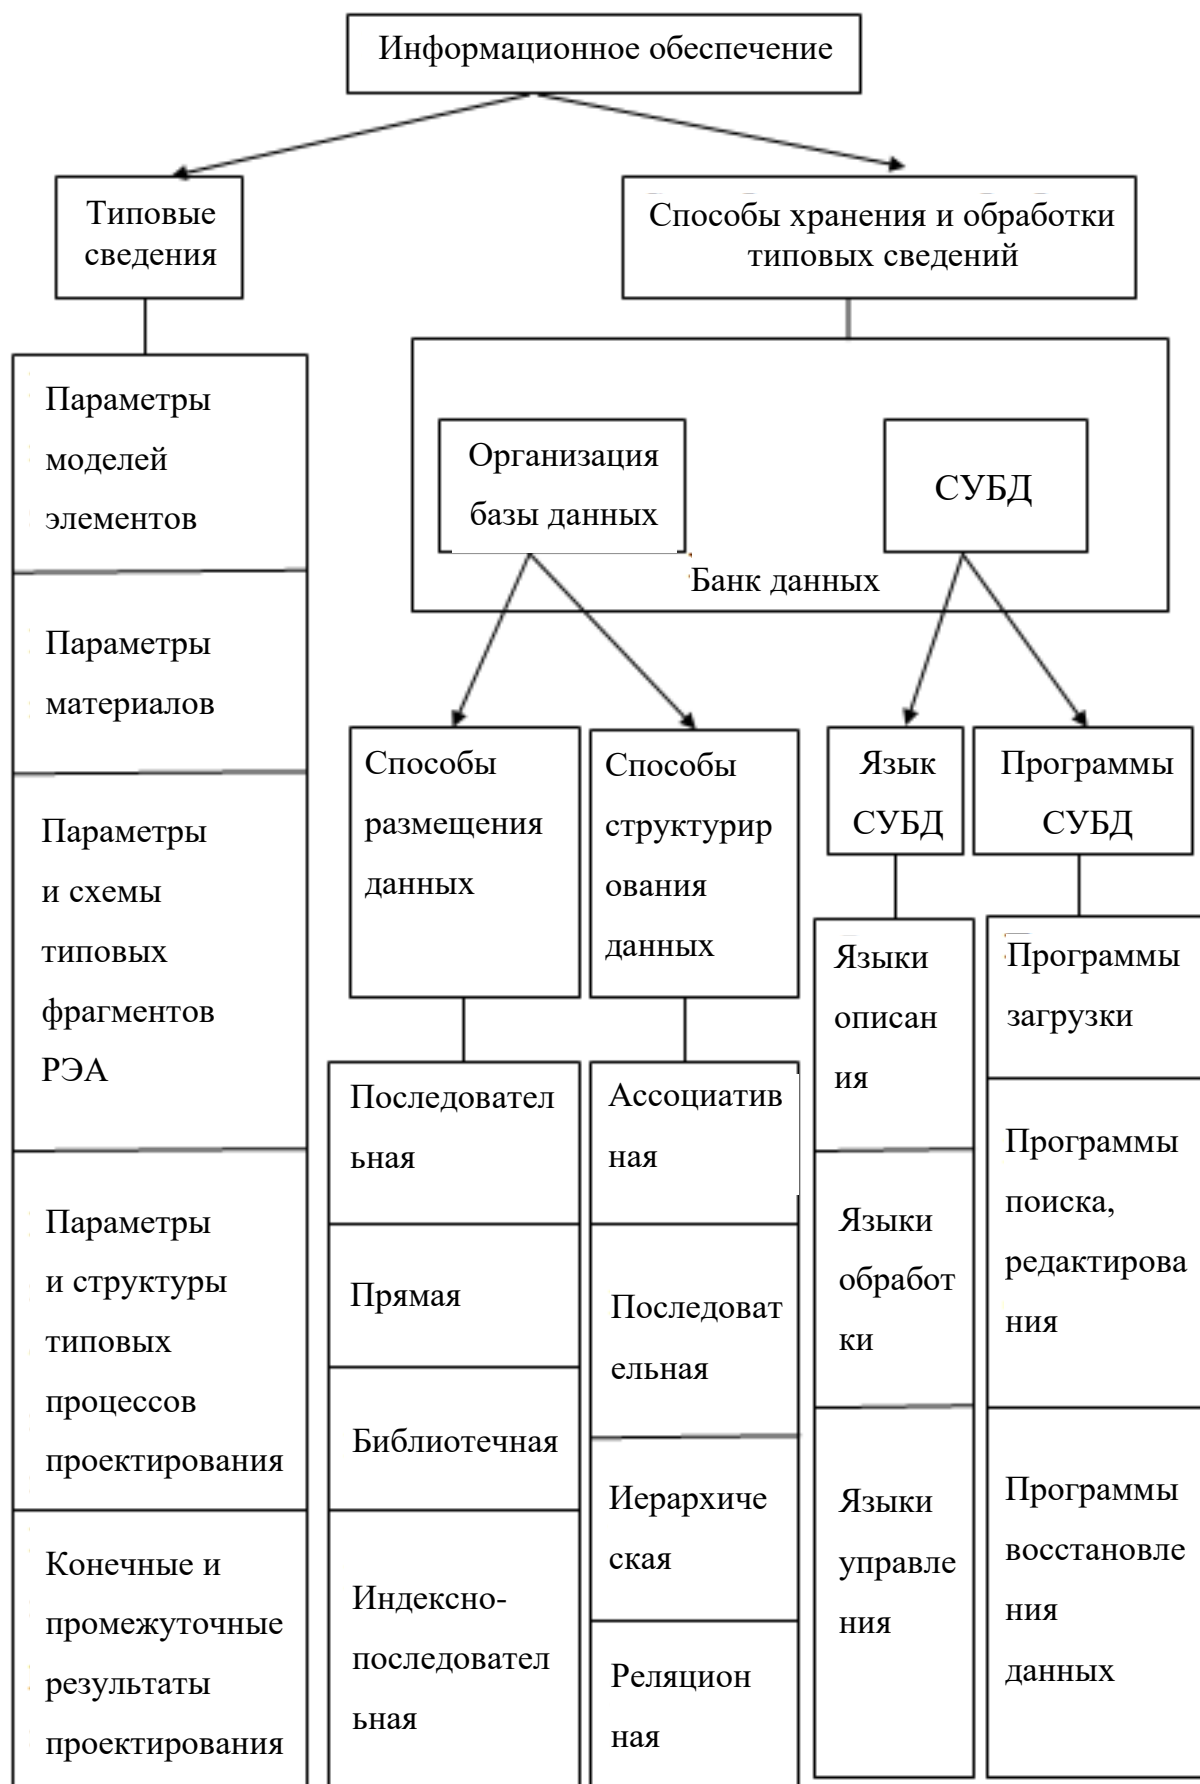 Информационное обеспечение
Типовые
сведения
Способы хранения и обработки
типовых сведений
Параметры
моделей
элементов
Параметры
материалов
Параметры
и схемы
типовых
фрагментов
РЭА
Параметры
и структуры
типовых
процессов
проектирования
Конечные и
промежуточные
результаты
проектирования
Организация
базы данных
СУБД
Банк данных
Способы
размещения
данных
Последовател
ьная
Прямая
Библиотечная
Индексно-
последовател
ьная
Способы
структурир
ования
данных
Ассоциатив
ная
Последоват
ельная
Иерархиче
ская
Реляцион
ная
Язык
СУБД
Языки
описан
ия
Языки
обработ
ки
Языки
управле
ния
Программы
СУБД
Программы
загрузки
Программы
поиска,
редактирова
ния
Программы
восстановле
ния
данных